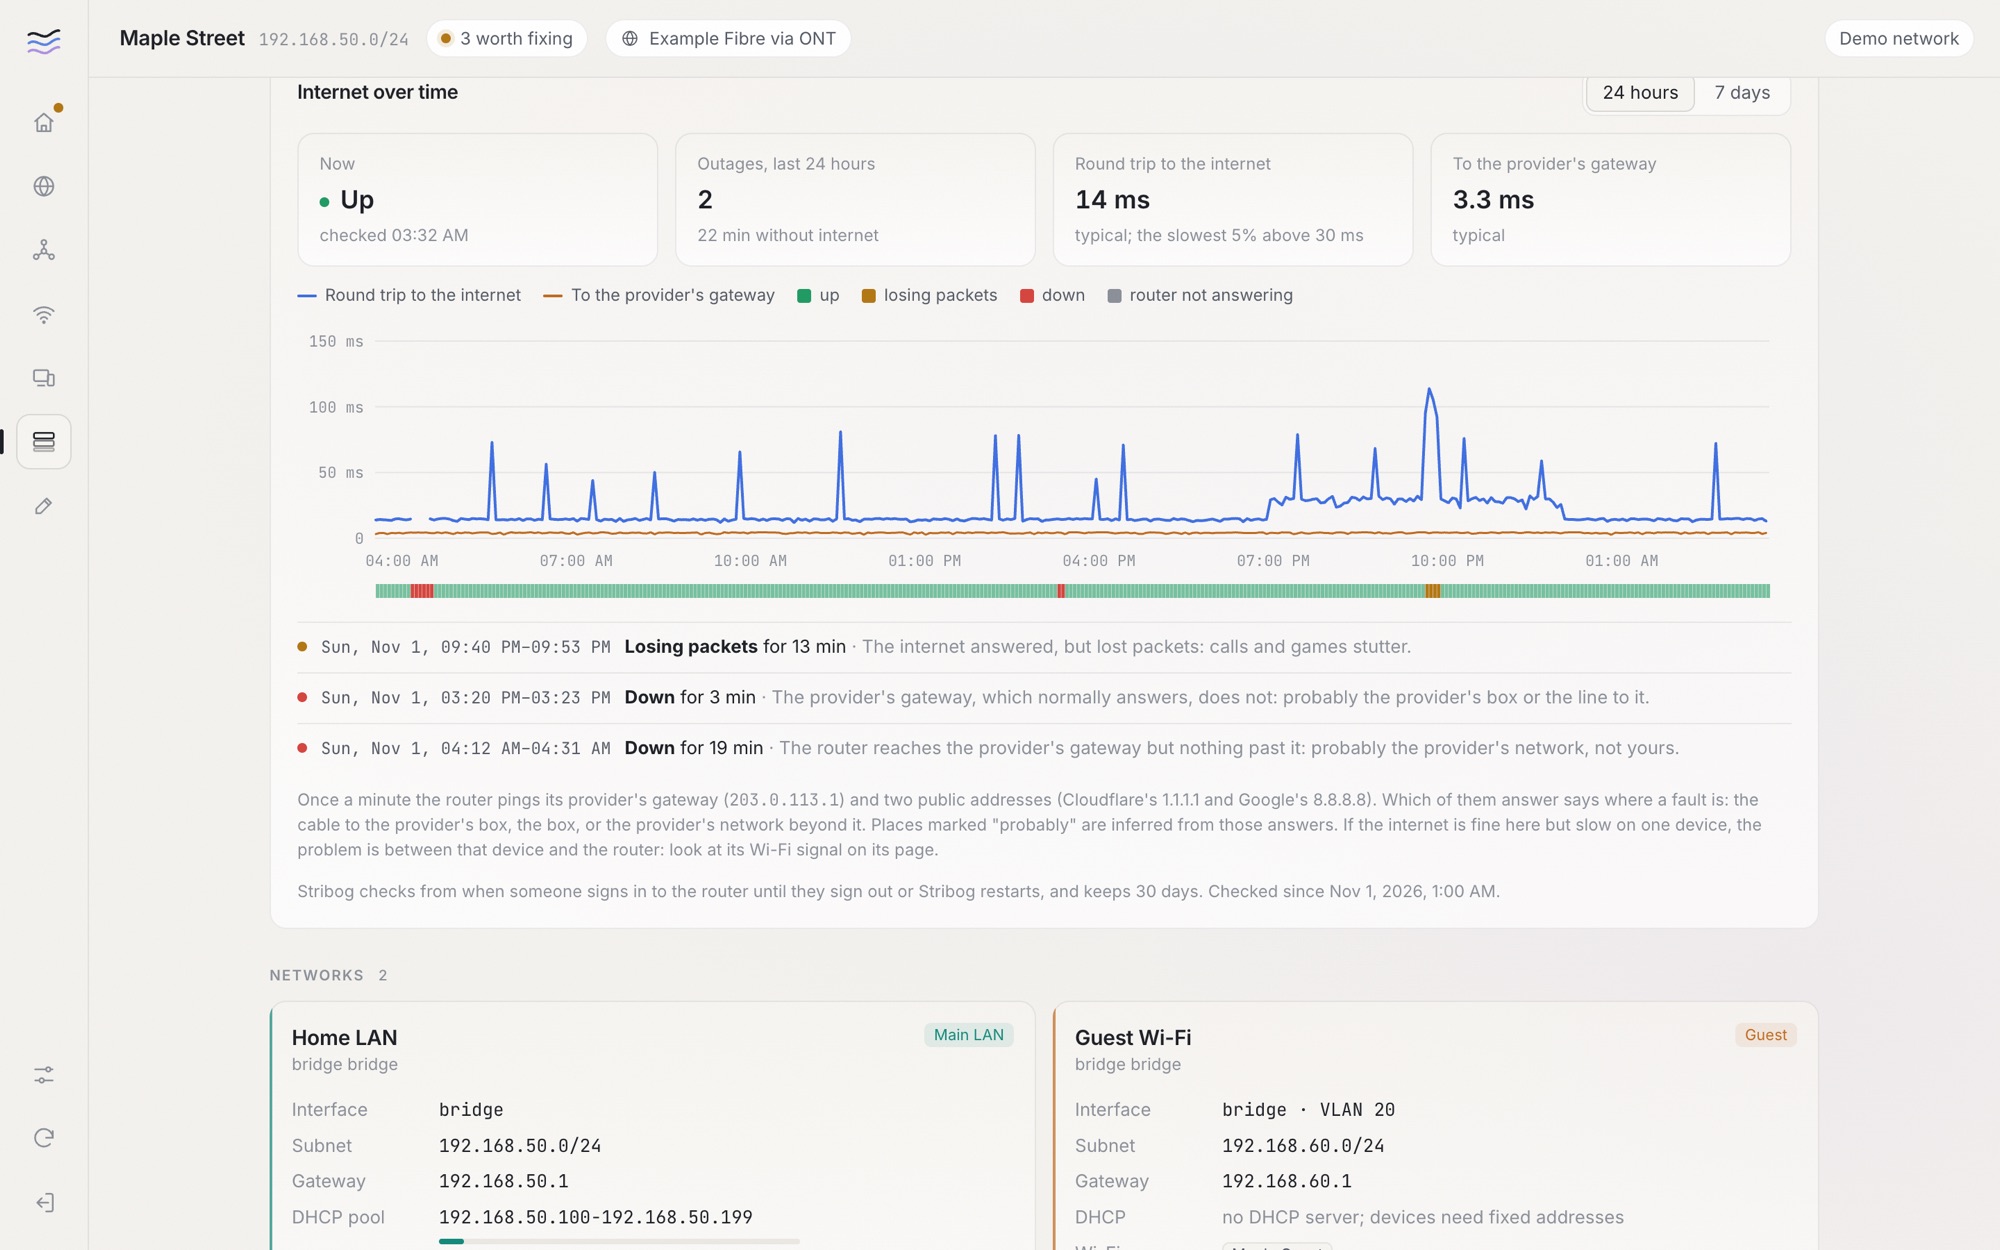 Maple Street 192.168.50.0/24 3 worth fixing Example Fibre via ONT Demo network
Internet over time 24 hours 7 days
Now
Up
checked 03:32 AM
Outages, last 24 hours
2
22 min without internet
Round trip to the internet
14 ms
typical; the slowest 5% above 30 ms
To the provider's gateway
3.3 ms
typical
Round trip to the internet To the provider's gateway up losing packets down router not answering
150 ms
100 ms
50 ms
0
04:00 AM 07:00 AM 10:00 AM 01:00 PM 04:00 PM 07:00 PM 10:00 PM 01:00 AM
Sun, Nov 1, 09:40 PM–09:53 PM Losing packets for 13 min · The internet answered, but lost packets: calls and games stutter.
Sun, Nov 1, 03:20 PM–03:23 PM Down for 3 min · The provider's gateway, which normally answers, does not: probably the provider's box or the line to it.
Sun, Nov 1, 04:12 AM–04:31 AM Down for 19 min · The router reaches the provider's gateway but nothing past it: probably the provider's network, not yours.
Once a minute the router pings its provider's gateway (203.0.113.1) and two public addresses (Cloudflare's 1.1.1.1 and Google's 8.8.8.8). Which of them answer says where a fault is: the
cable to the provider's box, the box, or the provider's network beyond it. Places marked "probably" are inferred from those answers. If the internet is fine here but slow on one device, the
problem is between that device and the router: look at its Wi-Fi signal on its page.
Stribog checks from when someone signs in to the router until they sign out or Stribog restarts, and keeps 30 days. Checked since Nov 1, 2026, 1:00 AM.
NETWORKS 2
Home LAN Main LAN
bridge bridge
Interface bridge
Subnet 192.168.50.0/24
Gateway 192.168.50.1
DHCP pool 192.168.50.100-192.168.50.199
Guest Wi-Fi Guest
bridge bridge
Interface bridge · VLAN 20
Subnet 192.168.60.0/24
Gateway 192.168.60.1
DHCP no DHCP server; devices need fixed addresses